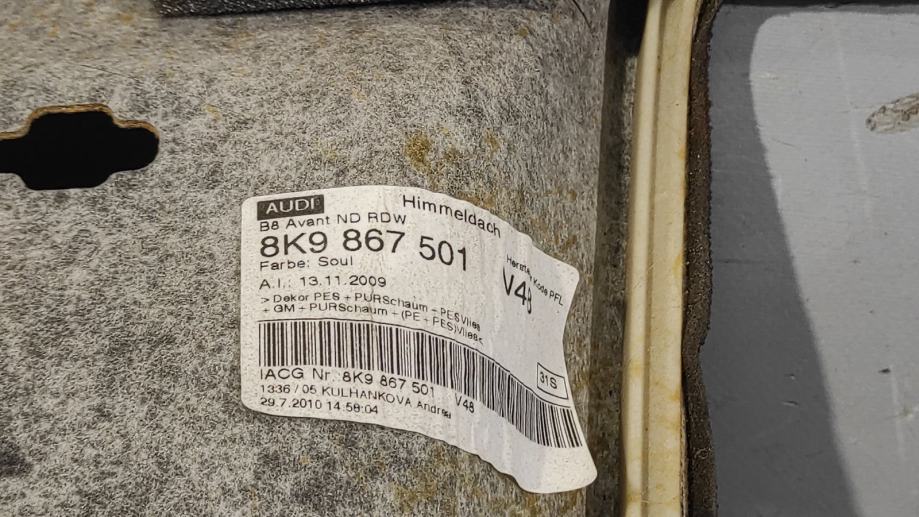 AUDI
Himmeldach
B8 Avant ND RDW
8K9 867 501
Farbe: Soul
Kode PFL
V48
A.I.: 13.11.2009
> Dekor PES + PURSchaum + PESVlies
+ GM + PURSchaum + (PE + PES)Vlies<
31S
IACG Nr.:8K9 867 501 V48
1336 / 05 KULHANKOVA Andrea
29.7.2010 14:58:04